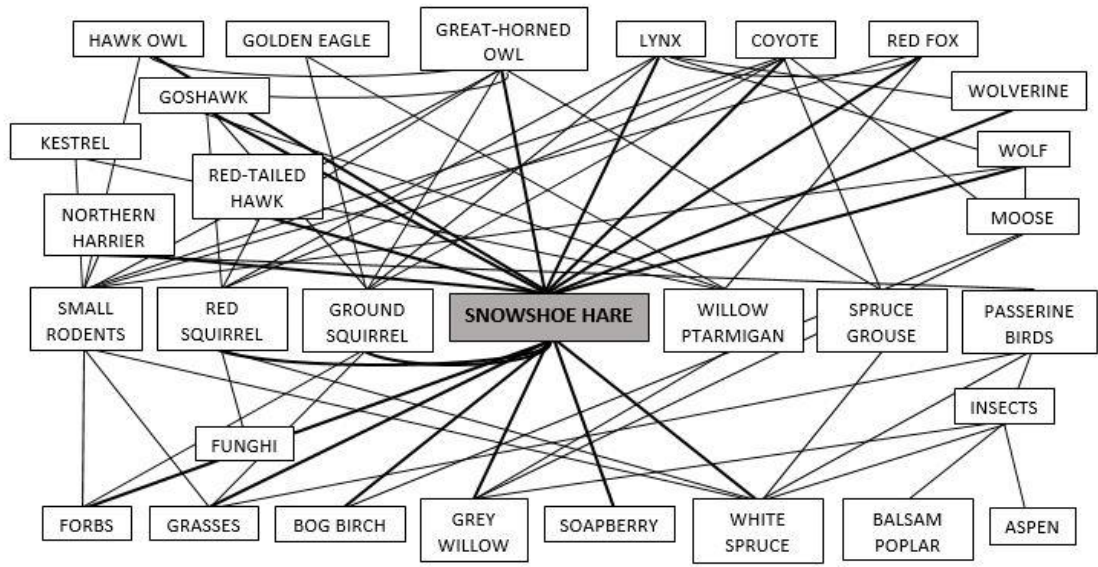 HAWK OWL
GOLDEN EAGLE
GREAT-HORNED
OWL
LYNX
COYOTE
RED FOX
GOSHAWK
WOLVERINE
KESTREL
WOLF
RED-TAILED
HAWK
NORTHERN
HARRIER
MOOSE
SMALL
RODENTS
RED
SQUIRREL
GROUND
SQUIRREL
SNOWSHOE HARE
WILLOW
PTARMIGAN
SPRUCE
GROUSE
PASSERINE
BIRDS
INSECTS
FUNGHI
FORBS
GRASSES
BOG BIRCH
GREY
WILLOW
SOAPBERRY
WHITE
SPRUCE
BALSAM
POPLAR
ASPEN